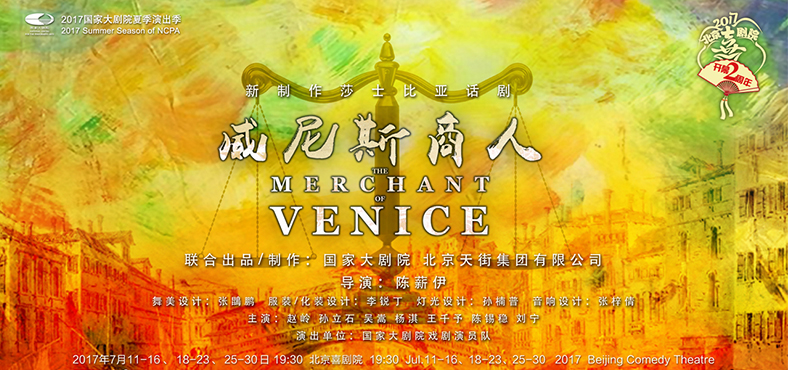 2017国家大剧院夏季演出季
2017 Summer Season of NCPA
2017
北京喜剧院
开幕2周年
新制作莎士比亚话剧
威尼斯商人
THE
MERCHANT
OF
VENICE
联合出品/制作：国家大剧院 北京天街集团有限公司
导演：陈薪伊
舞美设计：张鹏鹏 服装/化装设计：李锐丁 灯光设计：孙楠普 音响设计：张梓倩
主演：赵岭 孙立石 吴嵩 杨淇 王千予 陈锡稳 刘宁
演出单位：国家大剧院戏剧演员队
2017年7月11-16、18-23、25-30日 19:30 北京喜剧院 19:30 Jul.11-16、18-23、25-30 2017 Beijing Comedy Theatre